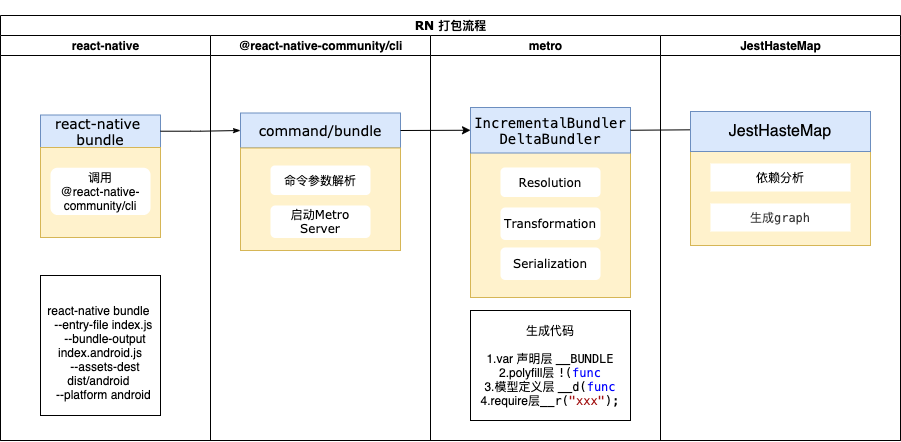 RN 打包流程
react-native
@react-native-community/cli
metro
JestHasteMap
react-native
bundle
调用
@react-native-
community/cli
react-native bundle
--entry-file index.js
--bundle-output
index.android.js
--assets-dest
dist/android
--platform android
command/bundle
命令参数解析
启动Metro
Server
IncrementalBundler
DeltaBundler
Resolution
Transformation
Serialization
生成代码
1.var 声明层 __BUNDLE
2.polyfill层 !(func
3.模型定义层 __d(func
4.require层__r("xxx");
JestHasteMap
依赖分析
生成graph